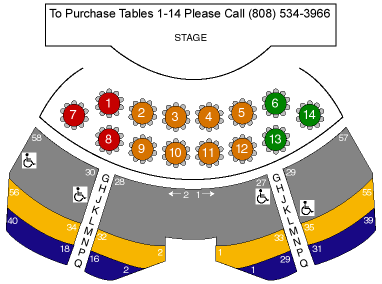 To Purchase Tables 1-14 Please Call (808) 534-3966
STAGE
1 2 3 4 5 6
7 14
8 9 10 11 12 13
58 57
30 G 28 ← 2 1 → 27 G 29
H H
J J
K K
L L
M M
N N
P P
Q Q
56 34 32 2 1 33 35 55
40 18 16 2 1 29 31 39